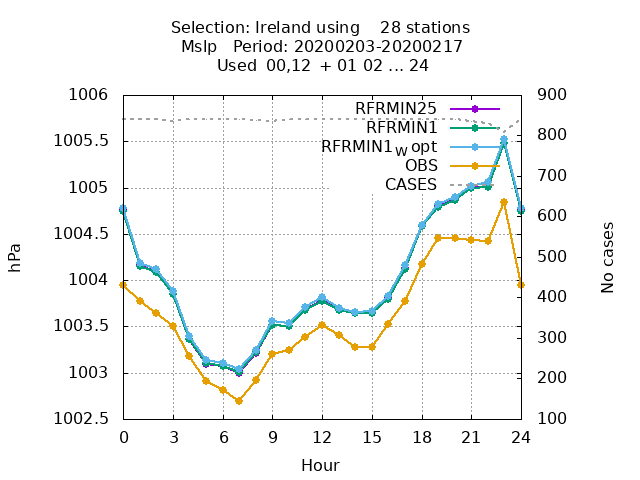 Selection: Ireland using 28 stations
Mslp Period: 20200203-20200217
Used 00,12 + 01 02 ... 24
1006 900
RFRMIN25
1005.5 800
RFRMIN1
RFRMIN1w opt
OBS
1005 700
CASES
600
1004.5
500
1004
400
1003.5
300
1003
200
1002.5 100
0 3 6 9 12 15 18 21 24
Hour
hPa
No cases